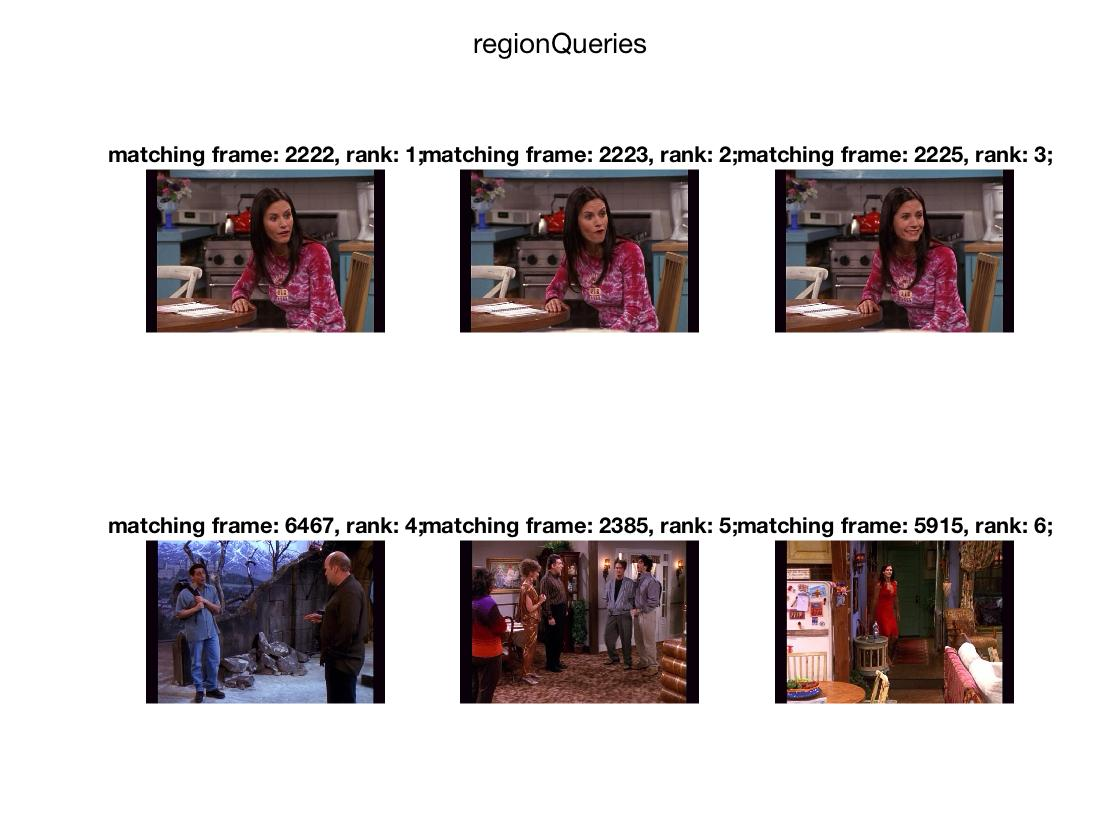 regionQueries
matching frame: 2222, rank: 1;matching frame: 2223, rank: 2;matching frame: 2225, rank: 3;
matching frame: 6467, rank: 4;matching frame: 2385, rank: 5;matching frame: 5915, rank: 6;